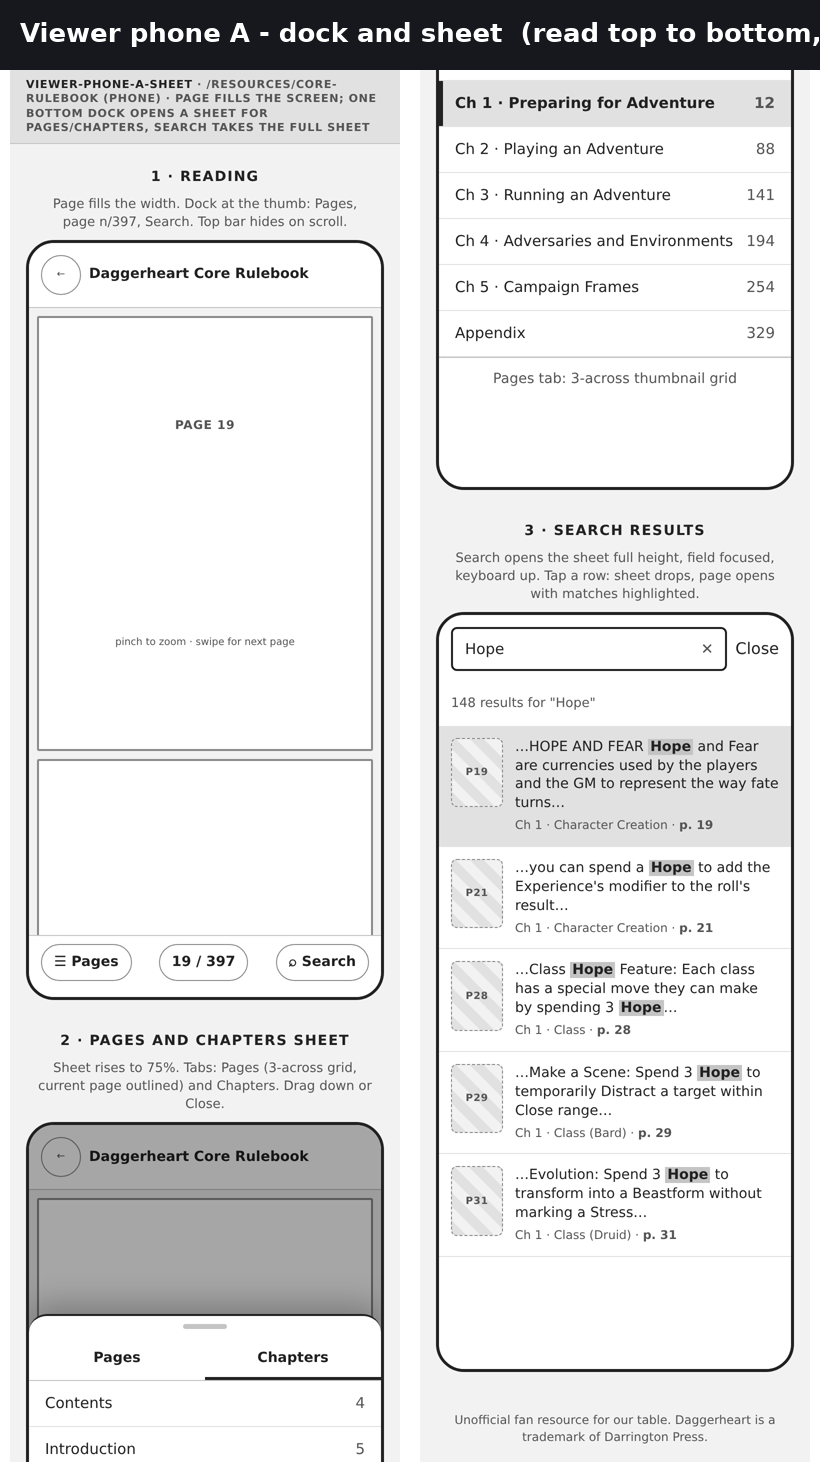 Viewer phone A - dock and sheet  (read top to bottom,
VIEWER-PHONE-A-SHEET · /RESOURCES/CORE-
RULEBOOK (PHONE) · PAGE FILLS THE SCREEN; ONE
BOTTOM DOCK OPENS A SHEET FOR
PAGES/CHAPTERS, SEARCH TAKES THE FULL SHEET
1 · READING
Page fills the width. Dock at the thumb: Pages,
page n/397, Search. Top bar hides on scroll.
← Daggerheart Core Rulebook
PAGE 19
pinch to zoom · swipe for next page
☰ Pages 19 / 397 ⌕ Search
2 · PAGES AND CHAPTERS SHEET
Sheet rises to 75%. Tabs: Pages (3-across grid,
current page outlined) and Chapters. Drag down or
Close.
← Daggerheart Core Rulebook
Pages Chapters
Contents 4
Introduction 5
Ch 1 · Preparing for Adventure 12
Ch 2 · Playing an Adventure 88
Ch 3 · Running an Adventure 141
Ch 4 · Adversaries and Environments 194
Ch 5 · Campaign Frames 254
Appendix 329
Pages tab: 3-across thumbnail grid
3 · SEARCH RESULTS
Search opens the sheet full height, field focused,
keyboard up. Tap a row: sheet drops, page opens
with matches highlighted.
Hope ✕ Close
148 results for "Hope"
P19
…HOPE AND FEAR Hope and Fear
are currencies used by the players
and the GM to represent the way fate
turns…
Ch 1 · Character Creation · p. 19
P21
…you can spend a Hope to add the
Experience's modifier to the roll's
result…
Ch 1 · Character Creation · p. 21
P28
…Class Hope Feature: Each class
has a special move they can make
by spending 3 Hope…
Ch 1 · Class · p. 28
P29
…Make a Scene: Spend 3 Hope to
temporarily Distract a target within
Close range…
Ch 1 · Class (Bard) · p. 29
P31
…Evolution: Spend 3 Hope to
transform into a Beastform without
marking a Stress…
Ch 1 · Class (Druid) · p. 31
Unofficial fan resource for our table. Daggerheart is a
trademark of Darrington Press.